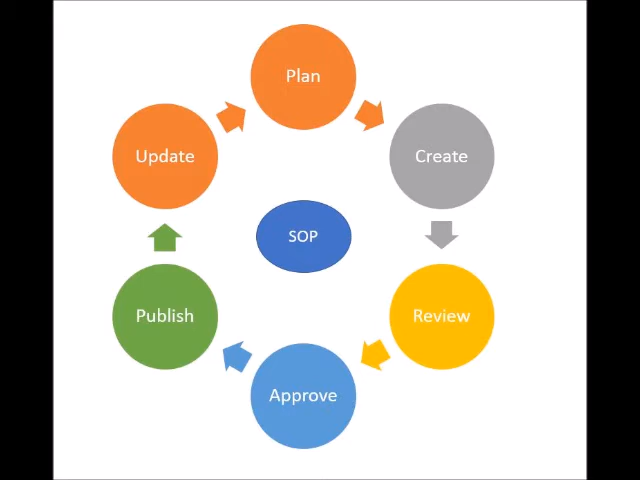 Plan
Update
Create
SOP
Publish
Review
Approve